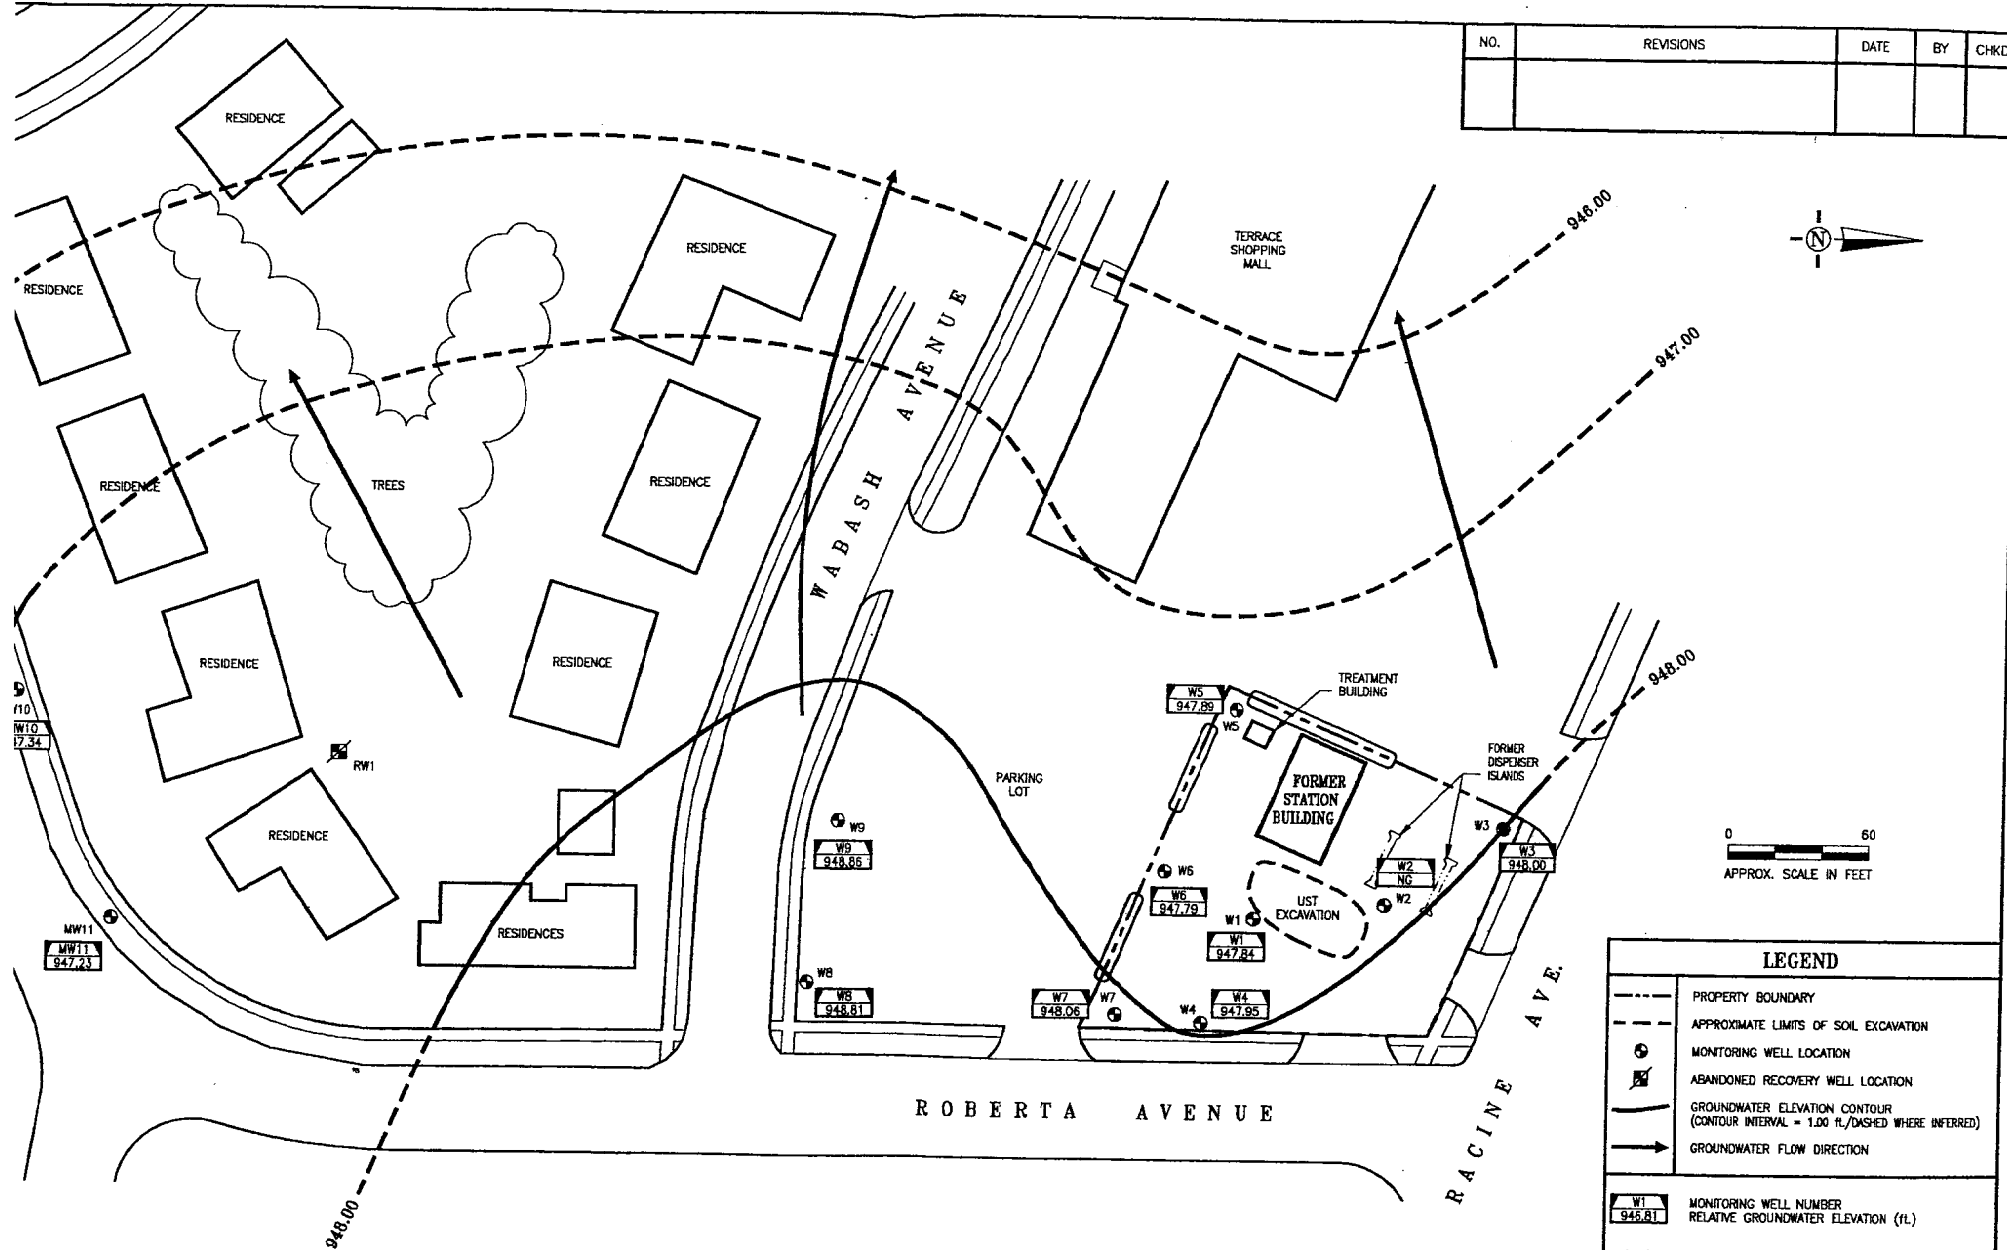 NO.
REVISIONS
DATE
BY
CHKD
RESIDENCE
RESIDENCE
RESIDENCE
TERRACE
SHOPPING
MALL
946.00
N
947.00
WABASH AVENUE
RESIDENCE
TREES
RESIDENCE
RESIDENCE
RESIDENCE
948.00
TREATMENT
BUILDING
W5
947.89
W5
W10
MW10
947.34
RW1
RESIDENCE
RESIDENCES
PARKING
LOT
W9
W9
948.86
FORMER
STATION
BUILDING
FORMER
DISPENSER
ISLANDS
W3
W3
948.00
W2
NG
W2
W6
W6
947.79
W1
W1
947.84
UST
EXCAVATION
0
60
APPROX. SCALE IN FEET
MW11
MW11
947.23
W8
W8
948.81
W7
948.06
W7
W4
W4
947.95
ROBERTA AVENUE
RACINE AVE.
948.00
LEGEND
PROPERTY BOUNDARY
APPROXIMATE LIMITS OF SOIL EXCAVATION
MONITORING WELL LOCATION
ABANDONED RECOVERY WELL LOCATION
GROUNDWATER ELEVATION CONTOUR
(CONTOUR INTERVAL = 1.00 ft./DASHED WHERE INFERRED)
GROUNDWATER FLOW DIRECTION
W1
946.81
MONITORING WELL NUMBER
RELATIVE GROUNDWATER ELEVATION (ft.)